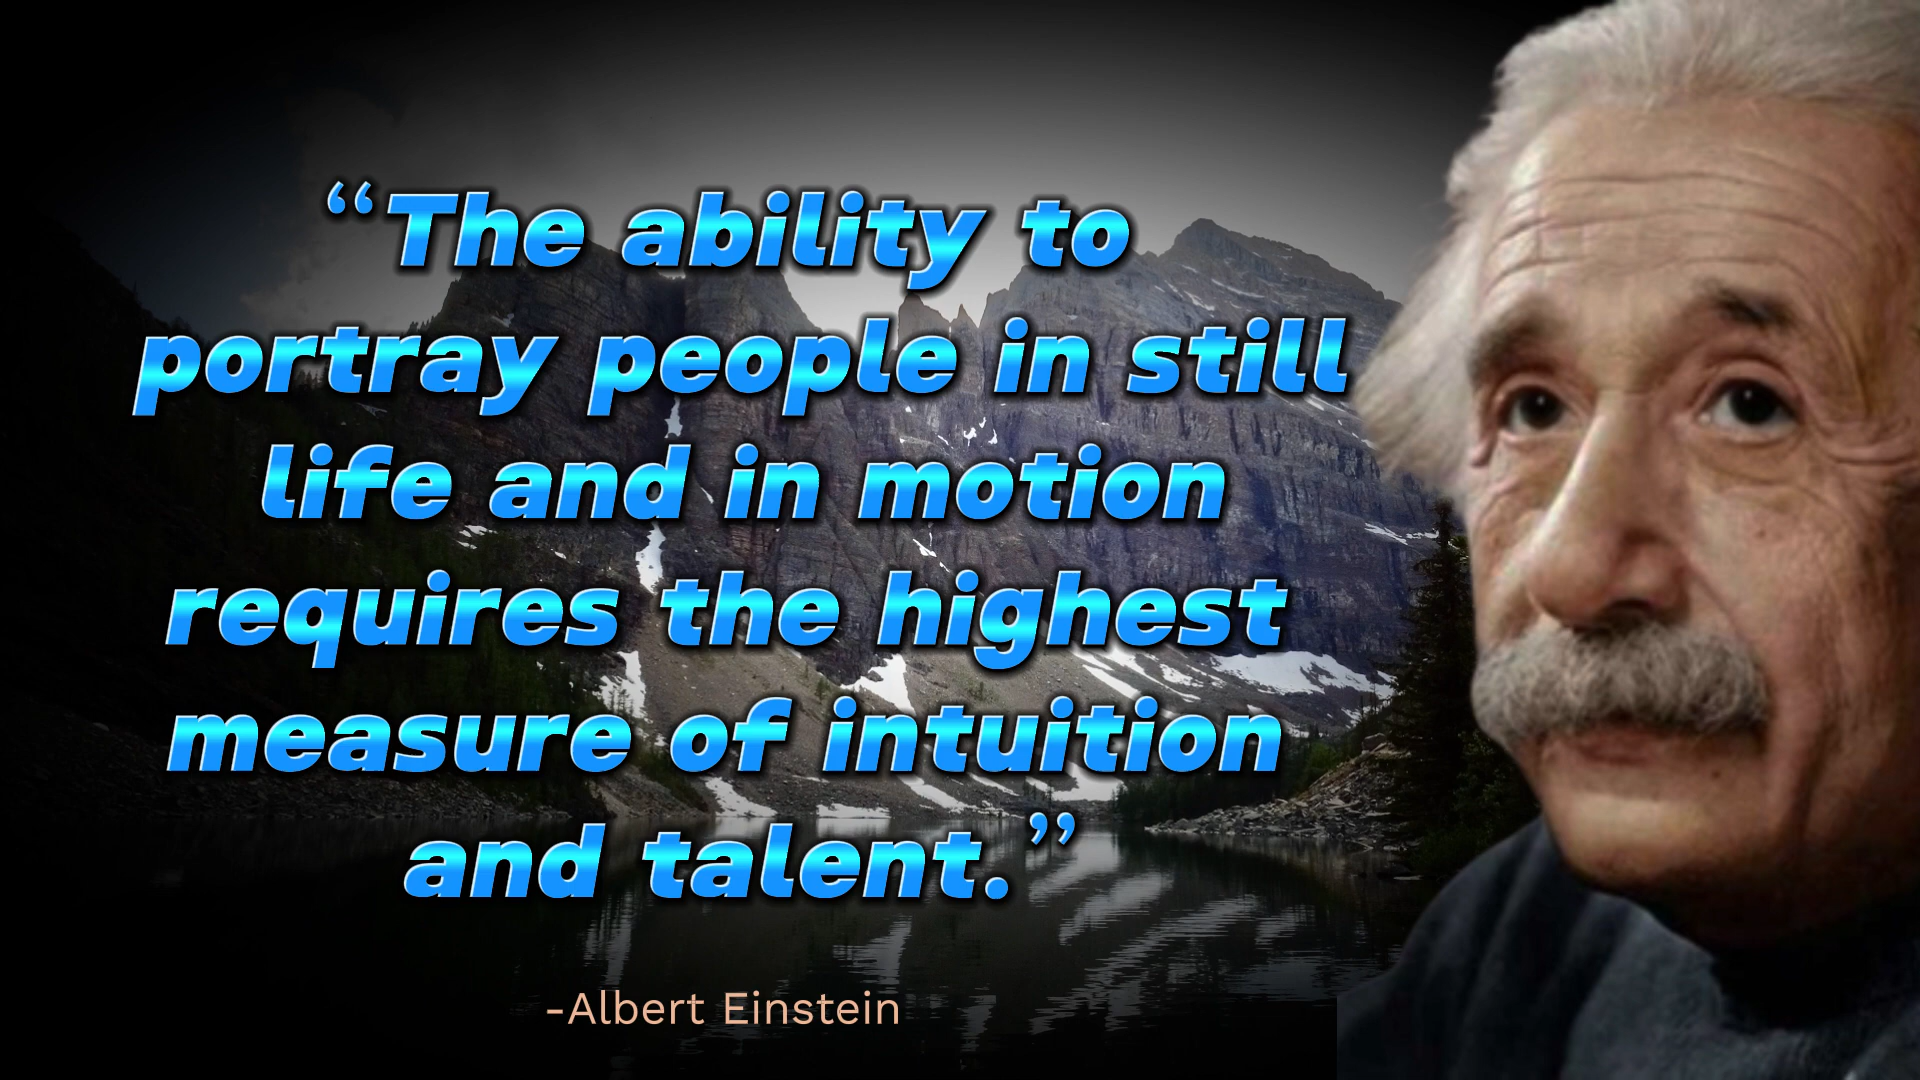 “The ability to
portray people in still
life and in motion
requires the highest
measure of intuition
and talent.”
-Albert Einstein